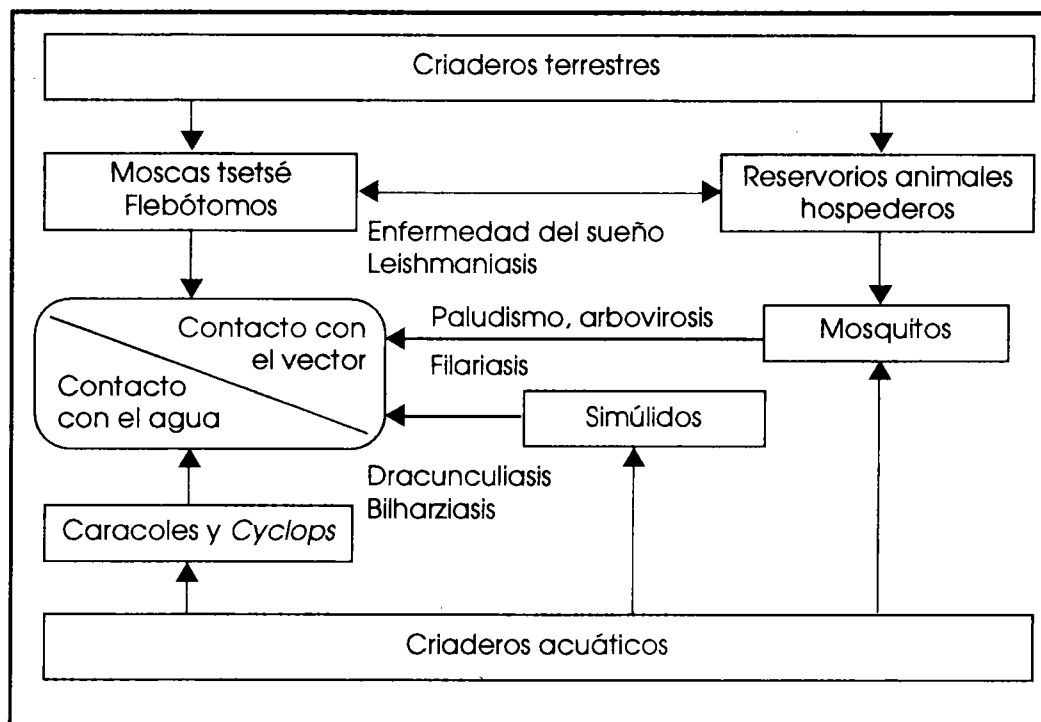 Criaderos terrestres
Moscas tsetsé
Flebótomos
Reservorios animales
hospederos
Enfermedad del sueño
Leishmaniasis
Contacto con
el vector
Contacto
con el agua
Paludismo, arbovirosis
Filariasis
Mosquitos
Simúlidos
Dracunculiasis
Bilharziasis
Caracoles y Cyclops
Criaderos acuáticos